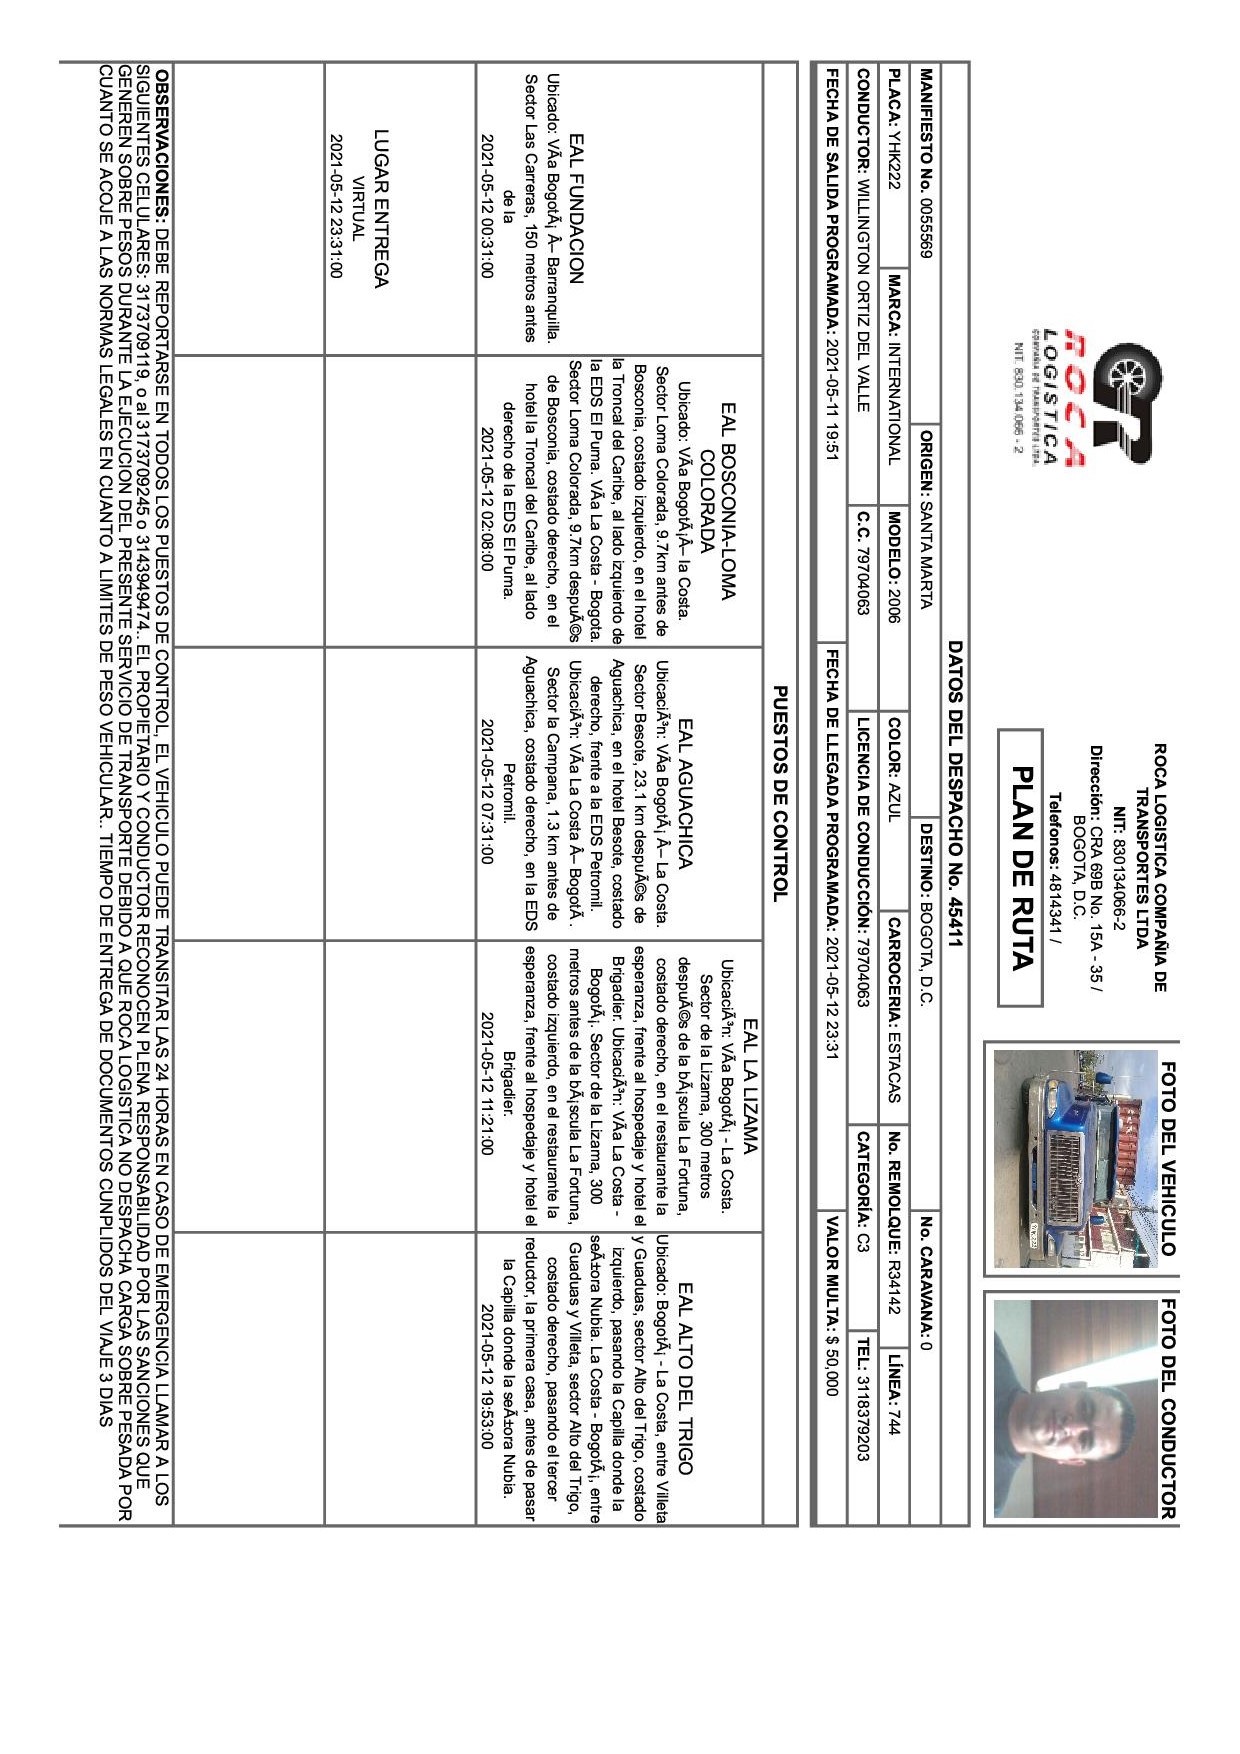 ROCA
LOGISTICA
COMPAÑIA DE TRANSPORTES LTDA.
NIT. 830.134.066 - 2
ROCA LOGISTICA COMPAÑIA DE
TRANSPORTES LTDA
NIT: 830134066-2
Dirección: CRA 69B No. 15A - 35 /
BOGOTA, D.C.
Telefonos: 4814341 /
PLAN DE RUTA
FOTO DEL VEHICULO
FOTO DEL CONDUCTOR
DATOS DEL DESPACHO No. 45411
MANIFIESTO No. 0055569 ORIGEN: SANTA MARTA DESTINO: BOGOTA, D.C. No. CARAVANA: 0
PLACA: YHK222 MARCA: INTERNATIONAL MODELO: 2006 COLOR: AZUL CARROCERIA: ESTACAS No. REMOLQUE: R34142 LÍNEA: 744
CONDUCTOR: WILLINGTON ORTIZ DEL VALLE C.C. 79704063 LICENCIA DE CONDUCCIÓN: 79704063 CATEGORÍA: C3 TEL: 3118379203
FECHA DE SALIDA PROGRAMADA: 2021-05-11 19:51 FECHA DE LLEGADA PROGRAMADA: 2021-05-12 23:31 VALOR MULTA: $ 50,000
PUESTOS DE CONTROL
EAL FUNDACION
Ubicado: VÃa BogotÃ¡ Â– Barranquilla.
Sector Las Carreras, 150 metros antes
de la
2021-05-12 00:31:00
EAL BOSCONIA-LOMA
COLORADA
Ubicado: VÃa BogotÃ¡Â– la Costa.
Sector Loma Colorada, 9.7km antes de
Bosconia, costado izquierdo, en el hotel
la Troncal del Caribe, al lado izquierdo de
la EDS El Puma. VÃa La Costa - Bogota.
Sector Loma Colorada, 9.7km despuÃ©s
de Bosconia, costado derecho, en el
hotel la Troncal del Caribe, al lado
derecho de la EDS El Puma.
2021-05-12 02:08:00
EAL AGUACHICA
UbicaciÃ³n: VÃa BogotÃ¡ Â– La Costa.
Sector Besote, 23.1 km despuÃ©s de
Aguachica, en el hotel Besote, costado
derecho, frente a la EDS Petromil.
UbicaciÃ³n: VÃa La Costa Â– BogotÃ .
Sector la Campana, 1.3 km antes de
Aguachica, costado derecho, en la EDS
Petromil.
2021-05-12 07:31:00
EAL LA LIZAMA
UbicaciÃ³n: VÃa BogotÃ¡ - La Costa.
Sector de la Lizama, 300 metros
despuÃ©s de la bÃ¡scula La Fortuna,
costado derecho, en el restaurante la
esperanza, frente al hospedaje y hotel el
Brigadier. UbicaciÃ³n: VÃa La Costa -
BogotÃ¡. Sector de la Lizama, 300
metros antes de la bÃ¡scula La Fortuna,
costado izquierdo, en el restaurante la
esperanza, frente al hospedaje y hotel el
Brigadier.
2021-05-12 11:21:00
EAL ALTO DEL TRIGO
Ubicado: BogotÃ¡ - La Costa, entre Villeta
y Guaduas, sector Alto del Trigo, costado
izquierdo, pasando la Capilla donde la
seÃ±ora Nubia. La Costa - BogotÃ¡, entre
Guaduas y Villeta, sector Alto del Trigo,
costado derecho, pasando el tercer
reductor, la primera casa, antes de pasar
la Capilla donde la seÃ±ora Nubia.
2021-05-12 19:53:00
LUGAR ENTREGA
VIRTUAL
2021-05-12 23:31:00
OBSERVACIONES: DEBE REPORTARSE EN TODOS LOS PUESTOS DE CONTROL, EL VEHICULO PUEDE TRANSITAR LAS 24 HORAS EN CASO DE EMERGENCIA LLAMAR A LOS
SIGUIENTES CELULARES: 3173709119, o al 3173709245 o 3143949474.. EL PROPIETARIO Y CONDUCTOR RECONOCEN PLENA RESPONSABILIDAD POR LAS SANCIONES QUE
GENEREN SOBRE PESOS DURANTE LA EJECUCION DEL PRESENTE SERVICIO DE TRANSPORTE DEBIDO A QUE ROCA LOGISTICA NO DESPACHA CARGA SOBRE PESADA POR
CUANTO SE ACOJE A LAS NORMAS LEGALES EN CUANTO A LIMITES DE PESO VEHICULAR.. TIEMPO DE ENTREGA DE DOCUMENTOS CUNPLIDOS DEL VIAJE 3 DIAS